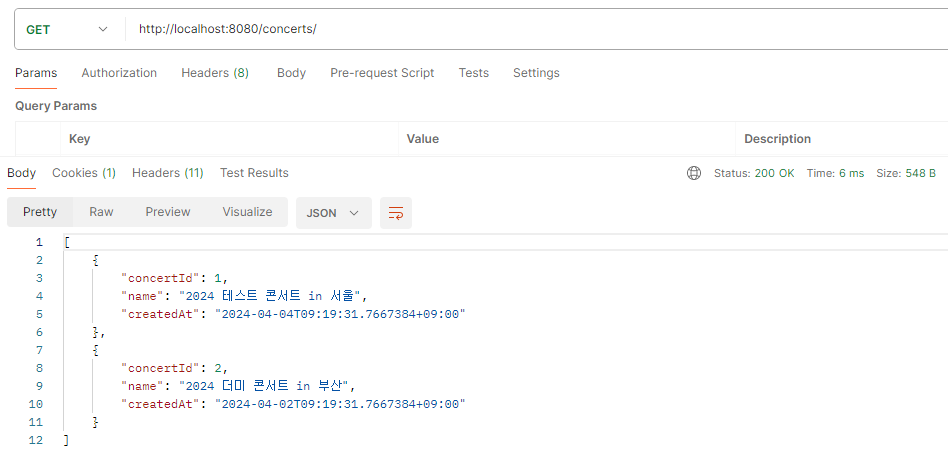 GET http://localhost:8080/concerts/
Params Authorization Headers (8) Body Pre-request Script Tests Settings
Query Params
Key Value Description
Body Cookies (1) Headers (11) Test Results Status: 200 OK Time: 6 ms Size: 548 B
Pretty Raw Preview Visualize JSON
1 [
2 {
3 "concertId": 1,
4 "name": "2024 테스트 콘서트 in 서울",
5 "createdAt": "2024-04-04T09:19:31.7667384+09:00"
6 },
7 {
8 "concertId": 2,
9 "name": "2024 더미 콘서트 in 부산",
10 "createdAt": "2024-04-02T09:19:31.7667384+09:00"
11 }
12 ]